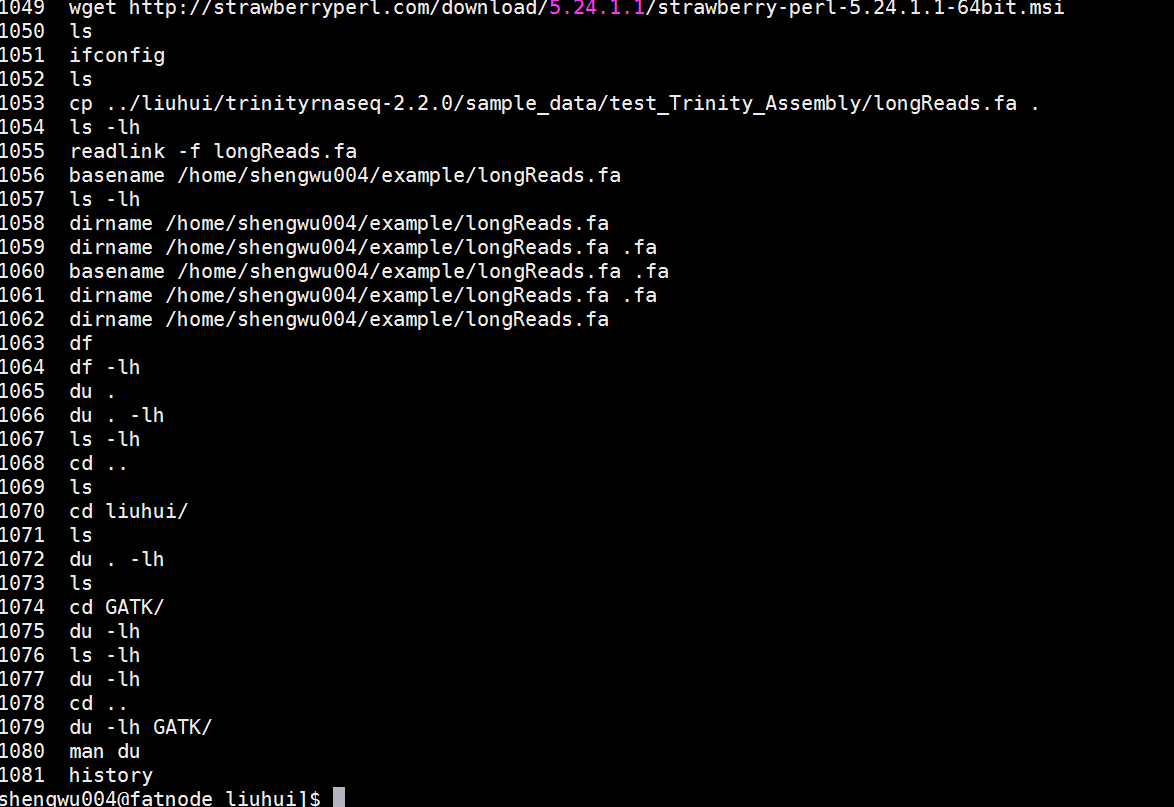 1049 wget http://strawberryperl.com/download/5.24.1.1/strawberry-perl-5.24.1.1-64bit.msi
1050 ls
1051 ifconfig
1052 ls
1053 cp ../liuhui/trinityrnaseq-2.2.0/sample_data/test_Trinity_Assembly/longReads.fa .
1054 ls -lh
1055 readlink -f longReads.fa
1056 basename /home/shengwu004/example/longReads.fa
1057 ls -lh
1058 dirname /home/shengwu004/example/longReads.fa
1059 dirname /home/shengwu004/example/longReads.fa .fa
1060 basename /home/shengwu004/example/longReads.fa .fa
1061 dirname /home/shengwu004/example/longReads.fa .fa
1062 dirname /home/shengwu004/example/longReads.fa
1063 df
1064 df -lh
1065 du .
1066 du . -lh
1067 ls -lh
1068 cd ..
1069 ls
1070 cd liuhui/
1071 ls
1072 du . -lh
1073 ls
1074 cd GATK/
1075 du -lh
1076 ls -lh
1077 du -lh
1078 cd ..
1079 du -lh GATK/
1080 man du
1081 history
shengwu004@fatnode liuhui]$